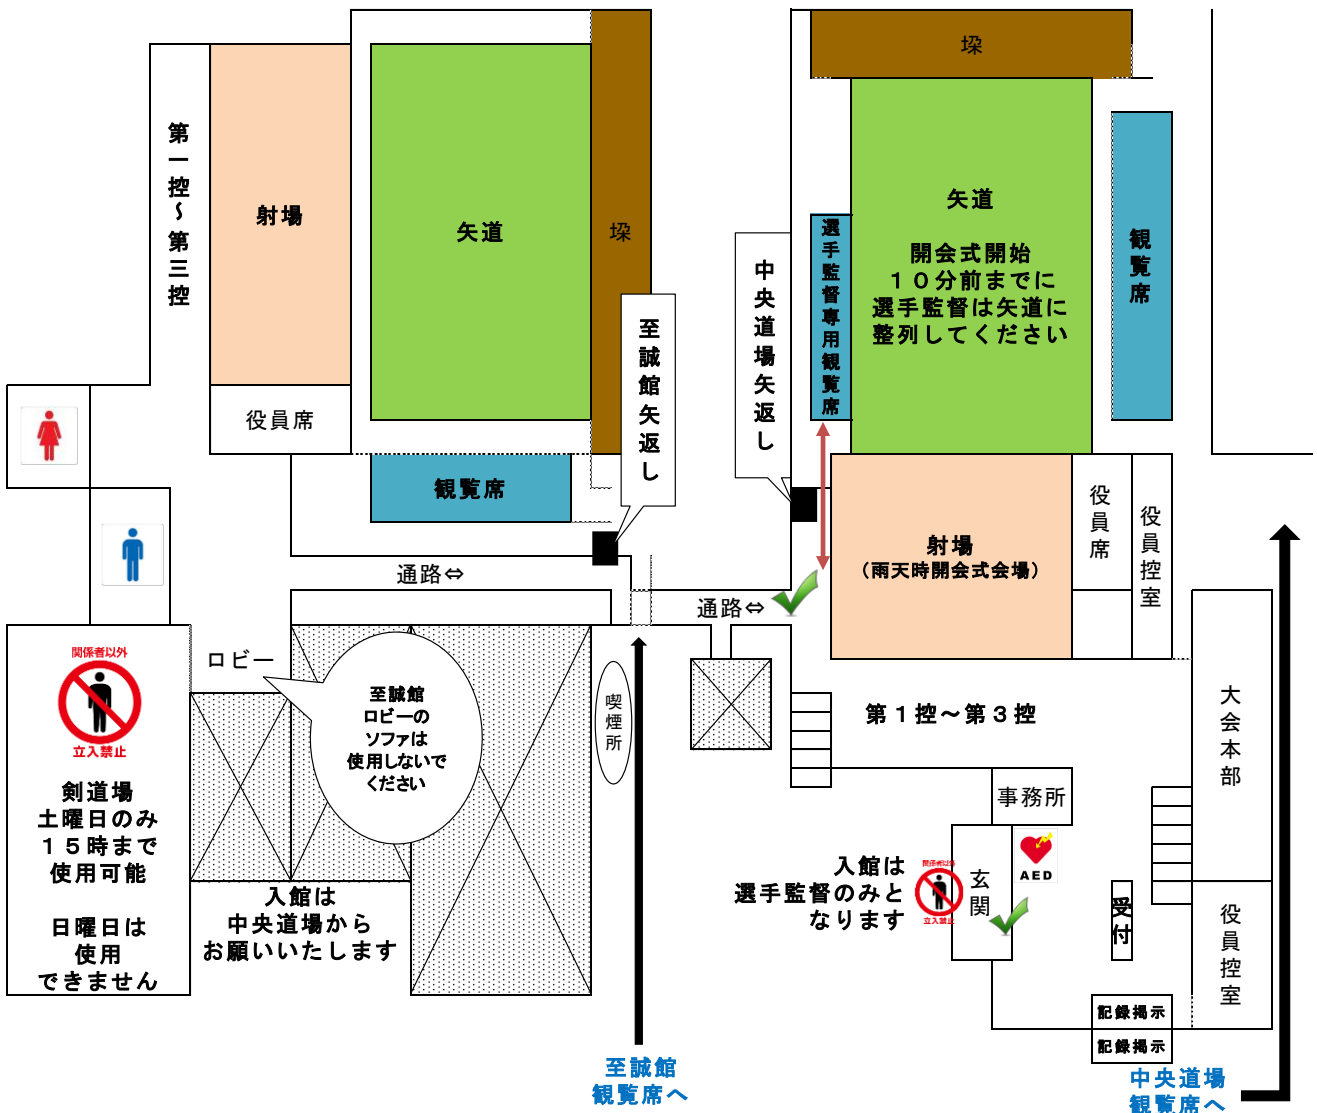 垜
第一控～第三控
射場
矢道
垜
矢道
開会式開始
１０分前までに
選手監督は矢道に
整列してください
選手監督専用観覧席
観覧席
至誠館矢返し
中央道場矢返し
役員席
観覧席
役員席
役員控室
射場
（雨天時開会式会場）
通路⇔
通路⇔
関係者以外
立入禁止
剣道場
土曜日のみ
１５時まで
使用可能
日曜日は
使用
できません
ロビー
至誠館
ロビーの
ソファは
使用しないで
ください
喫煙所
第１控～第３控
大会本部
事務所
入館は
選手監督のみと
なります
関係者以外
立入禁止
玄関
AED
受付
役員控室
入館は
中央道場から
お願いいたします
記録掲示
記録掲示
至誠館
観覧席へ
中央道場
観覧席へ